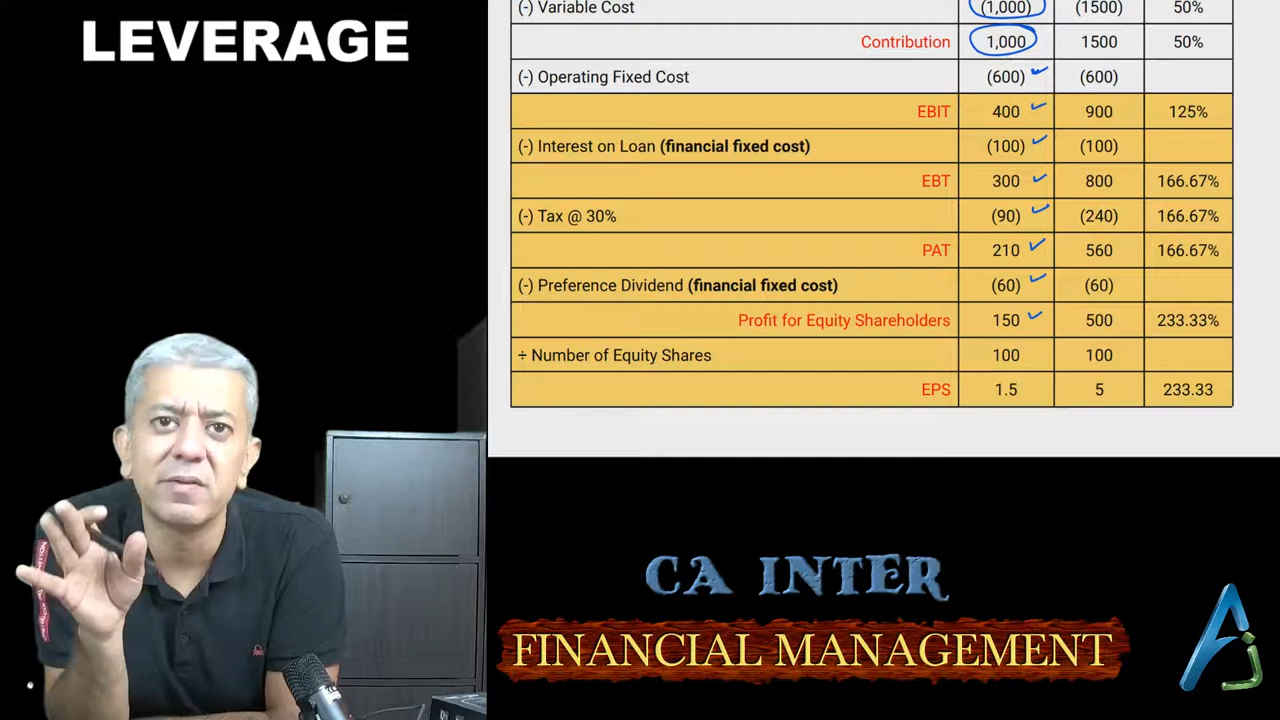 LEVERAGE
(-) Variable Cost (1,000) (1500) 50%
Contribution 1,000 1500 50%
(-) Operating Fixed Cost (600) (600)
EBIT 400 900 125%
(-) Interest on Loan (financial fixed cost) (100) (100)
EBT 300 800 166.67%
(-) Tax @ 30% (90) (240) 166.67%
PAT 210 560 166.67%
(-) Preference Dividend (financial fixed cost) (60) (60)
Profit for Equity Shareholders 150 500 233.33%
÷ Number of Equity Shares 100 100
EPS 1.5 5 233.33
CA INTER
FINANCIAL MANAGEMENT